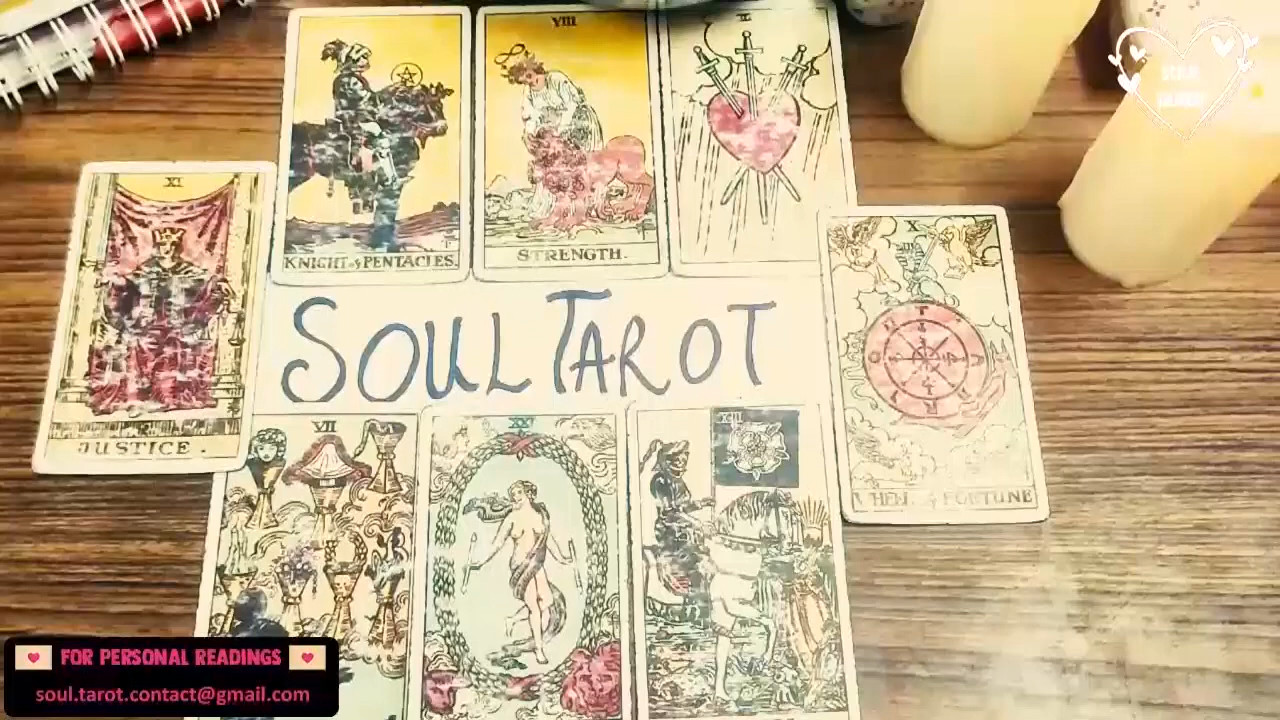 VIII
XI
KNIGHT of PENTACLES.
STRENGTH.
X
SOUL TAROT
JUSTICE.
VII
XXI
XIII
WHEEL of FORTUNE
FOR PERSONAL READINGS
soul.tarot.contact@gmail.com